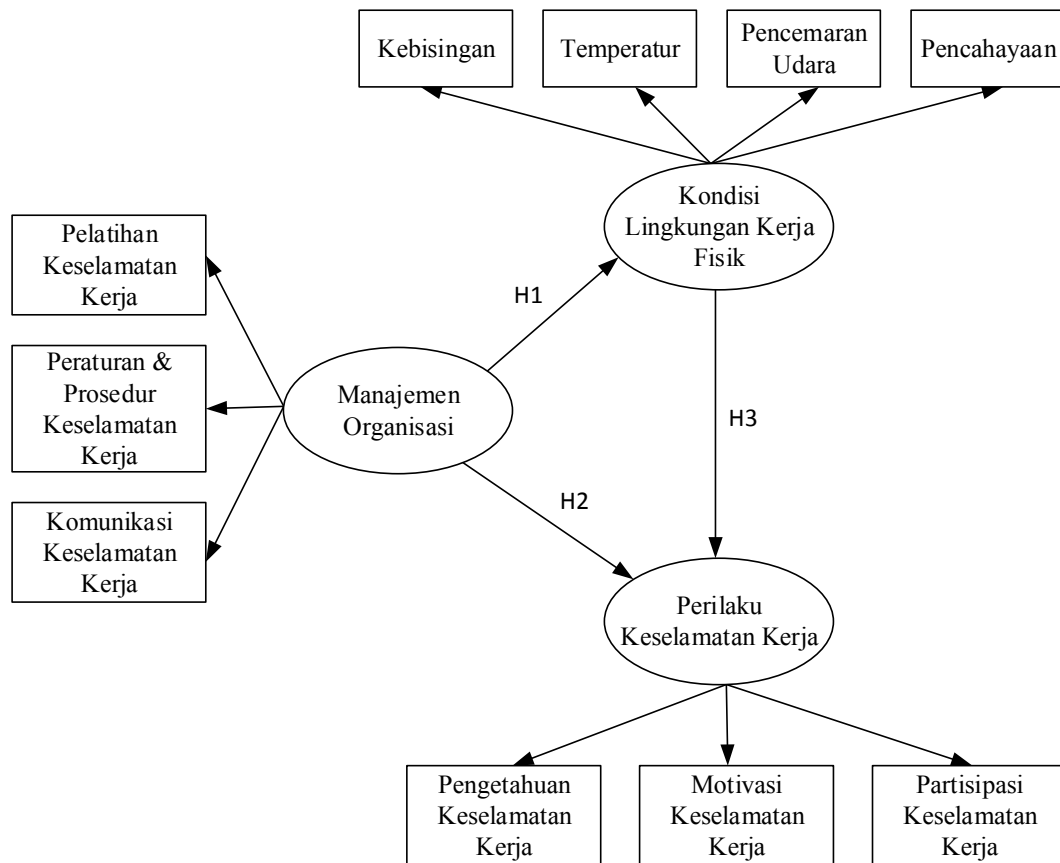 Kebisingan
Temperatur
Pencemaran
Udara
Pencahayaan
Kondisi
Lingkungan Kerja
Fisik
Pelatihan
Keselamatan
Kerja
H1
Peraturan &
Prosedur
Keselamatan
Kerja
Manajemen
Organisasi
H3
Komunikasi
Keselamatan
Kerja
H2
Perilaku
Keselamatan Kerja
Pengetahuan
Keselamatan
Kerja
Motivasi
Keselamatan
Kerja
Partisipasi
Keselamatan
Kerja